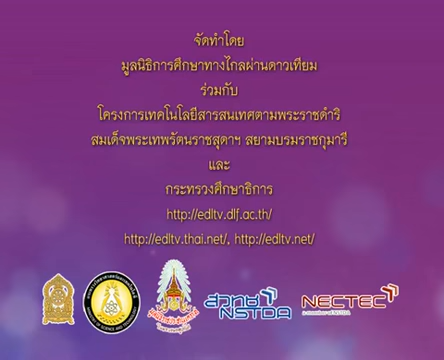 จัดทำโดย
มูลนิธิการศึกษาทางไกลผ่านดาวเทียม
ร่วมกับ
โครงการเทคโนโลยีสารสนเทศตามพระราชดำริ
สมเด็จพระเทพรัตนราชสุดาฯ สยามบรมราชกุมารี
และ
กระทรวงศึกษาธิการ
http://edltv.dlf.ac.th/
http://edltv.thai.net/, http://edltv.net/
สวทช NECTEC
NSTDA a member of NSTDA